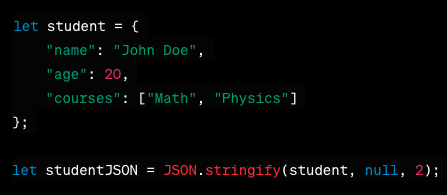 let student = {
    "name": "John Doe",
    "age": 20,
    "courses": ["Math", "Physics"]
};

let studentJSON = JSON.stringify(student, null, 2);